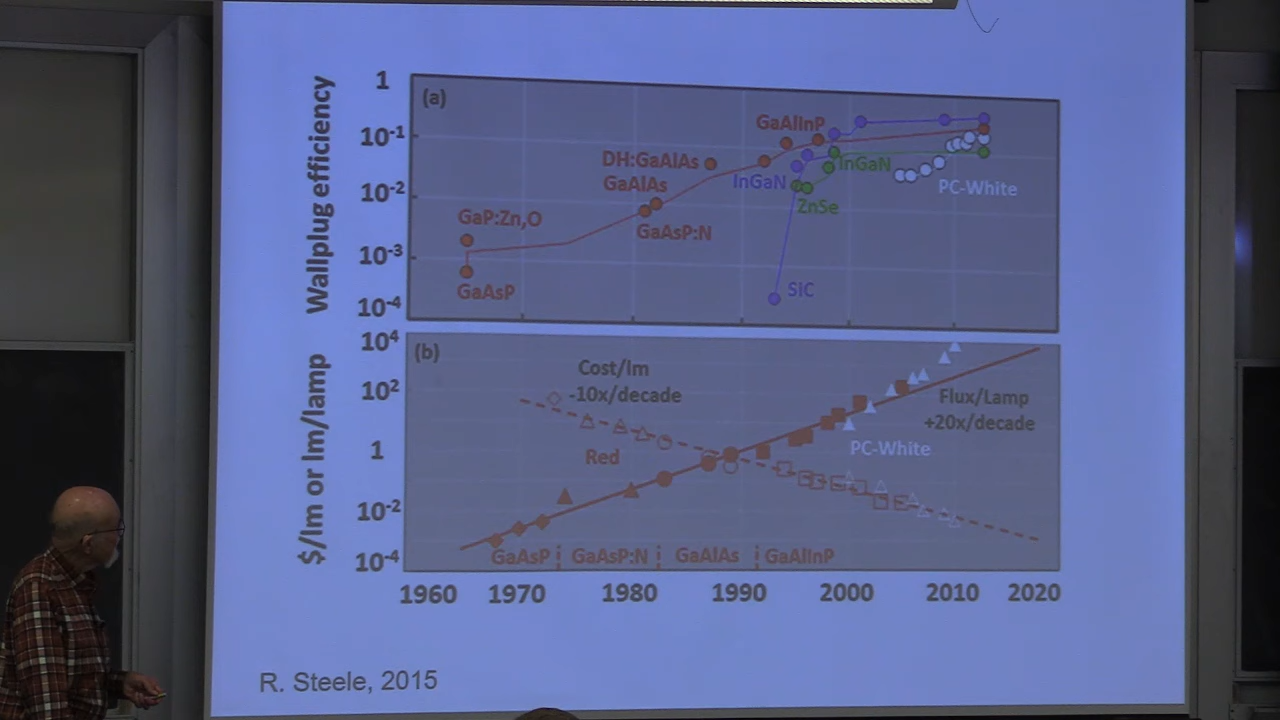 (a)
Wallplug efficiency
1
10-1
10-2
10-3
10-4
GaP:Zn,O
GaAsP
DH:GaAlAs
GaAlAs
GaAsP:N
GaAlInP
InGaN
InGaN
ZnSe
SiC
PC-White
(b)
$/lm or lm/lamp
104
102
1
10-2
10-4
Cost/lm
-10x/decade
Red
Flux/Lamp
+20x/decade
PC-White
GaAsP GaAsP:N GaAlAs GaAlInP
1960 1970 1980 1990 2000 2010 2020
R. Steele, 2015